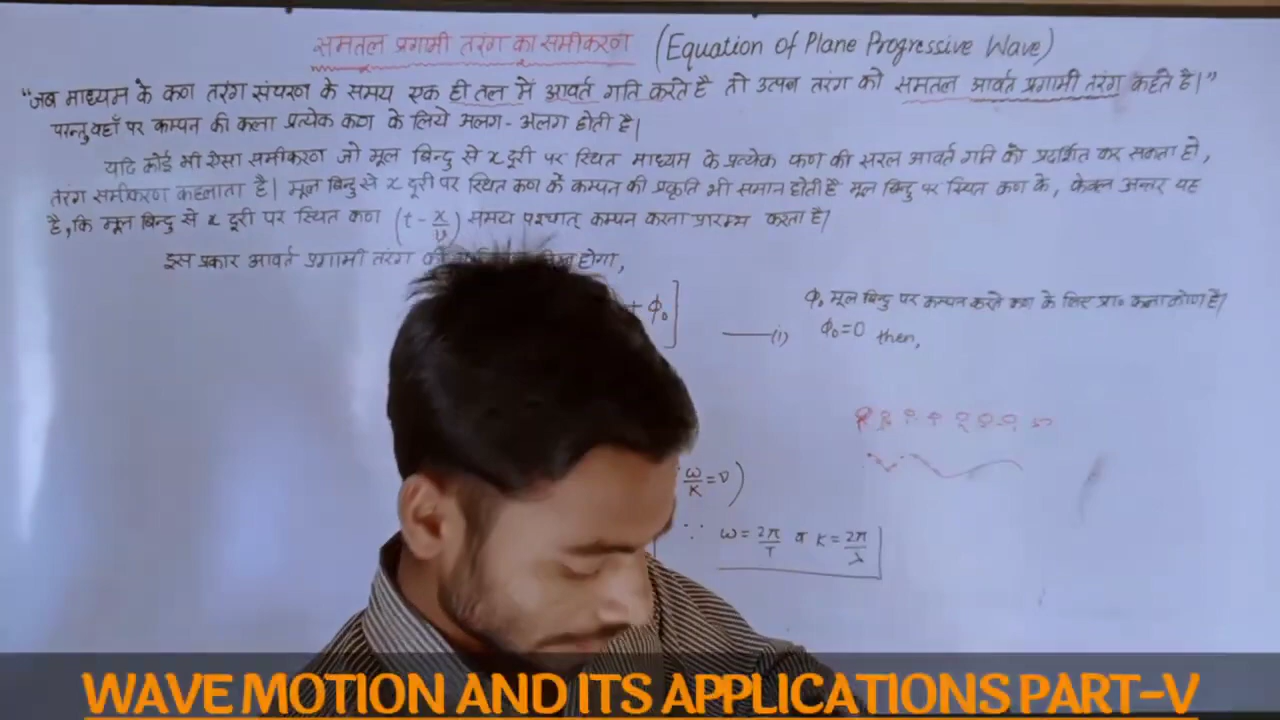 समतल प्रगामी तरंग का समीकरण (Equation of Plane Progressive Wave)
"जब माध्यम के कण तरंग संचरण के समय एक ही तल में आवर्त गति करते है तो उत्पन्न तरंग को समतल आवर्त प्रगामी तरंग कहते है।"
परन्तु वहाँ पर कम्पन की कला प्रत्येक कण के लिये अलग-अलग होती है।
यदि कोई भी ऐसा समीकरण जो मूल बिन्दु से x दूरी पर स्थित माध्यम के प्रत्येक कण की सरल आवर्त गति को प्रदर्शित कर सकता हो,
तरंग समीकरण कहलाता है। मूल बिन्दु से x दूरी पर स्थित कण के कम्पन की प्रकृति भी समान होती है मूल बिन्दु पर स्थित कण के, केवल अन्तर यह
है, कि मूल बिन्दु से x दूरी पर स्थित कण (t - x/v) समय पश्चात् कम्पन करना प्रारम्भ करता है।
इस प्रकार आवर्त प्रगामी तरंग होगा,
+ φ₀] ——(i) φ₀ मूल बिन्दु पर कम्पन करते कण के लिए प्रा० कला कोण है।
φ₀=0 then,
ω/K = v)
∵ ω = 2π/T व K = 2π/λ
WAVE MOTION AND ITS APPLICATIONS PART-V